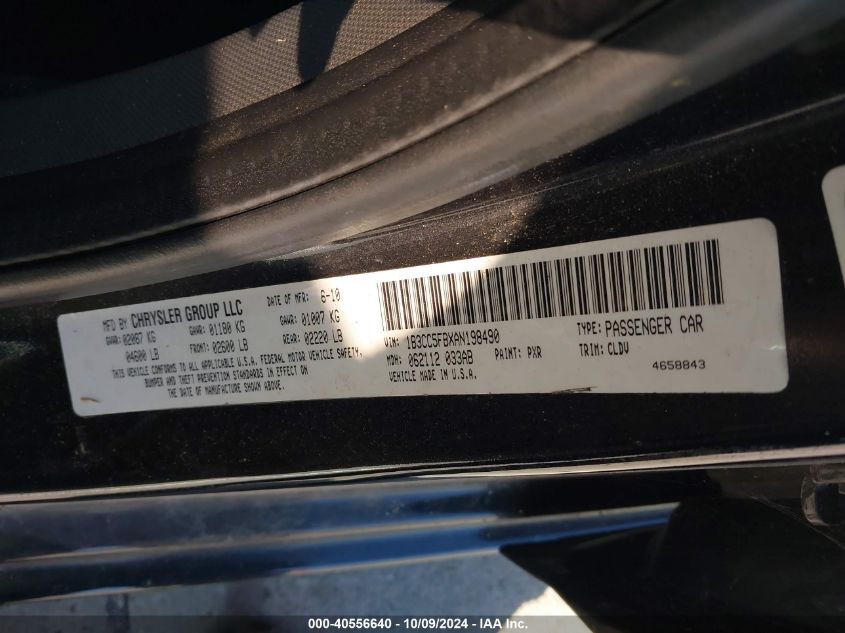 MFD BY CHRYSLER GROUP LLC DATE OF MFR: 6-10
GVWR: 02087 KG GAWR: 01180 KG GAWR: 01007 KG
04600 LB FRONT: 02600 LB REAR: 02220 LB
THIS VEHICLE CONFORMS TO ALL APPLICABLE U.S.A. FEDERAL MOTOR VEHICLE SAFETY,
BUMPER AND THEFT PREVENTION STANDARDS IN EFFECT ON
THE DATE OF MANUFACTURE SHOWN ABOVE.
VIN: 1B3CC5FBXAN198490 TYPE: PASSENGER CAR
MDH: 062112 033AB PAINT: PXR TRIM: CLDV
VEHICLE MADE IN U.S.A. 4658843
000-40556640 - 10/09/2024 - IAA Inc.